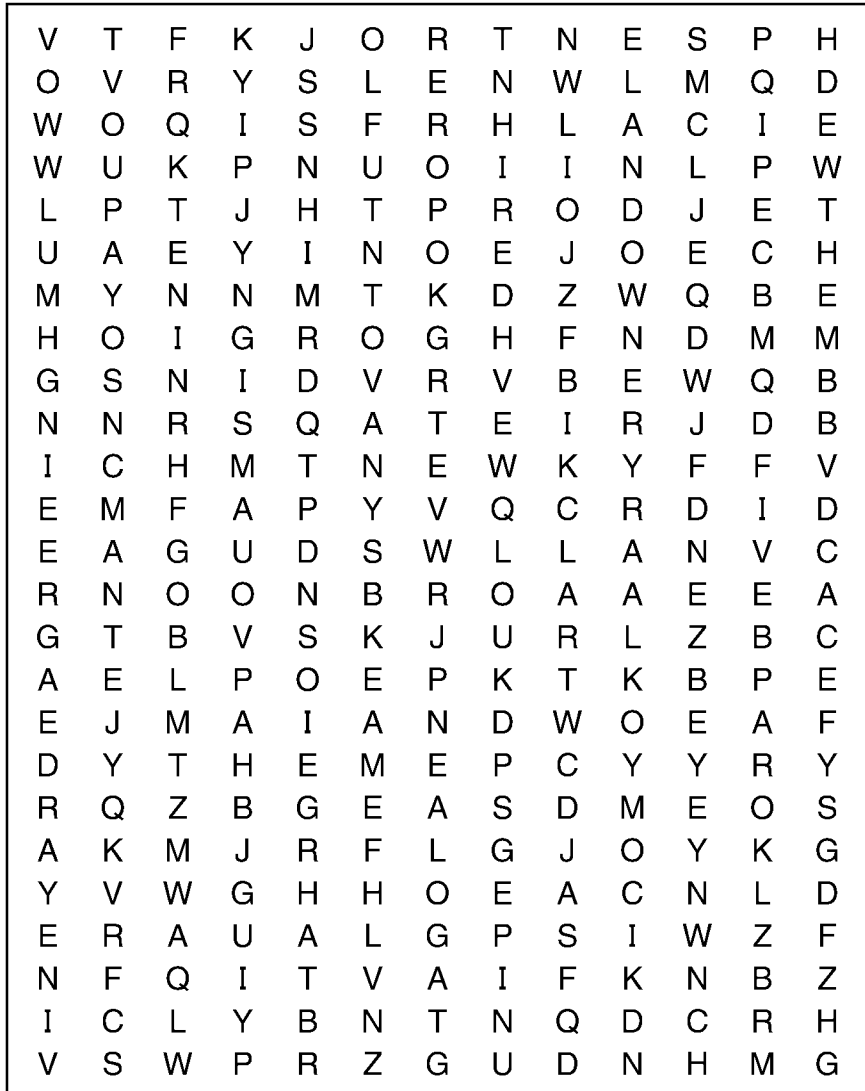 V T F K J O R T N E S P H
O V R Y S L E N W L M Q D
W O Q I S F R H L A C I E
W U K P N U O I I N L P W
L P T J H T P R O D J E T
U A E Y I N O E J O E C H
M Y N N M T K D Z W Q B E
H O I G R O G H F N D M M
G S N I D V R V B E W Q B
N N R S Q A T E I R J D B
I C H M T N E W K Y F F V
E M F A P Y V Q C R D I D
E A G U D S W L L A N V C
R N O O N B R O A A E E A
G T B V S K J U R L Z B C
A E L P O E P K T K B P E
E J M A I A N D W O E A F
D Y T H E M E P C Y Y R Y
R Q Z B G E A S D M E O S
A K M J R F L G J O Y K G
Y V W G H H O E A C N L D
E R A U A L G P S I W Z F
N F Q I T V A I F K N B Z
I C L Y B N T N Q D C R H
V S W P R Z G U D N H M G